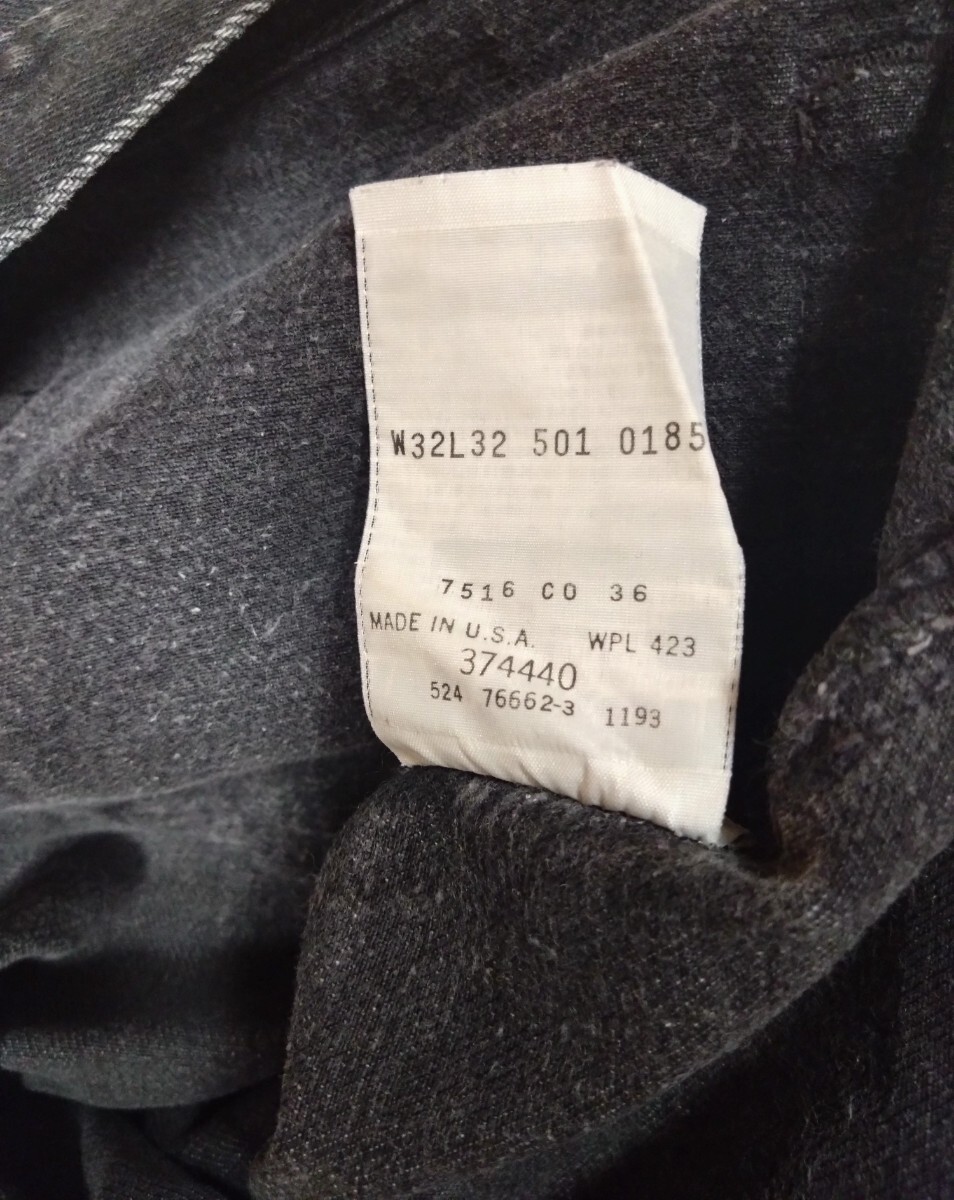 W32L32 501 0185
7516 CO 36
MADE IN U.S.A. WPL 423
374440
524 76662-3 1193